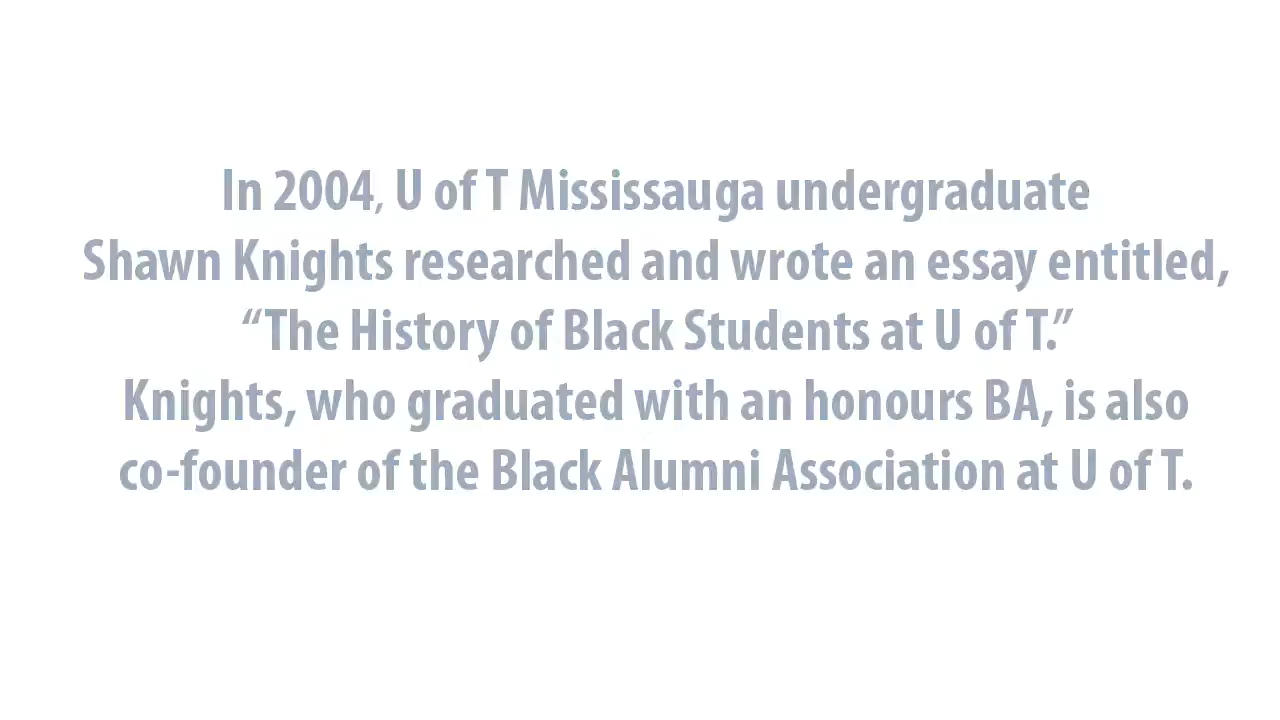 In 2004, U of T Mississauga undergraduate
Shawn Knights researched and wrote an essay entitled,
“The History of Black Students at U of T.”
Knights, who graduated with an honours BA, is also
co-founder of the Black Alumni Association at U of T.